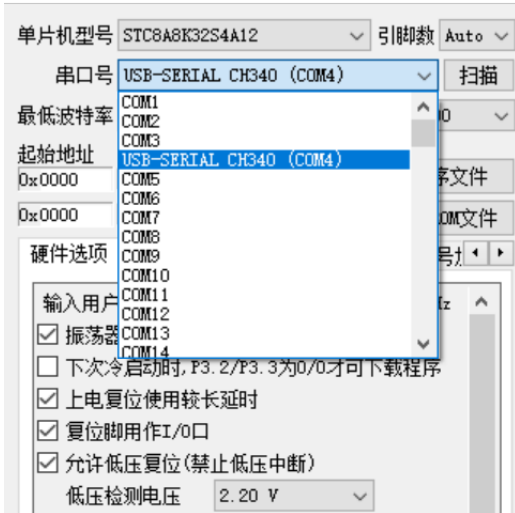 单片机型号 STC8A8K32S4A12 引脚数 Auto
串口号 USB-SERIAL CH340 (COM4) 扫描
最低波特率
COM1
COM2
COM3
USB-SERIAL CH340 (COM4)
COM5
COM6
COM7
COM8
COM9
COM10
COM11
COM12
COM13
COM14
起始地址
0x0000 序文件
0x0000 OM文件
硬件选项
输入用户 Hz
振荡器
下次冷启动时,P3.2/P3.3为0/0才可下载程序
上电复位使用较长延时
复位脚用作I/O口
允许低压复位(禁止低压中断)
低压检测电压 2.20 V